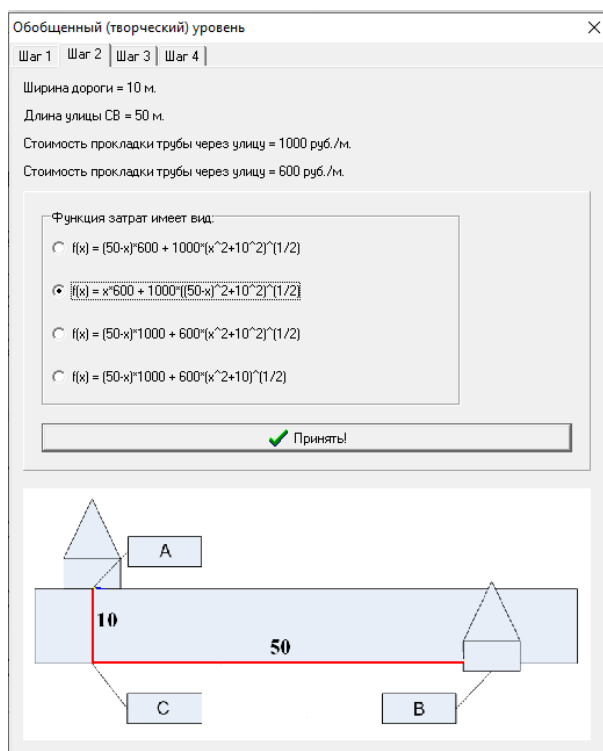 Обобщенный (творческий) уровень
Шаг 1 Шаг 2 Шаг 3 Шаг 4
Ширина дороги = 10 м.
Длина улицы CB = 50 м.
Стоимость прокладки трубы через улицу = 1000 руб./м.
Стоимость прокладки трубы через улицу = 600 руб./м.
Функция затрат имеет вид:
f(x) = (50-x)*600 + 1000*(x^2+10^2)^(1/2)
f(x) = x*600 + 1000*((50-x)^2+10^2)^(1/2)
f(x) = (50-x)*1000 + 600*(x^2+10^2)^(1/2)
f(x) = (50-x)*1000 + 600*(x^2+10)^(1/2)
Принять!
A
10
50
C
B